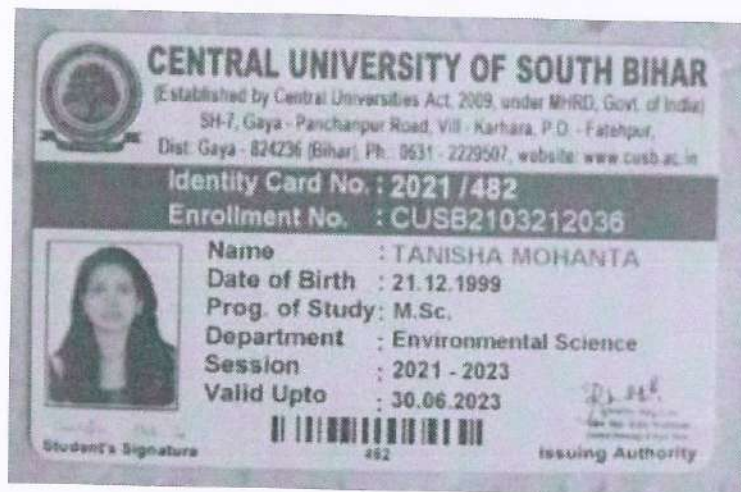 CENTRAL UNIVERSITY OF SOUTH BIHAR
(Established by Central Universities Act, 2009, under MHRD, Govt. of India)
SH-7, Gaya - Panchanpur Road, Vill - Karhara, P.O. - Fatehpur,
Dist. Gaya - 824236 (Bihar), Ph.: 0631 - 2229507, website: www.cusb.ac.in
Identity Card No. : 2021 / 482
Enrollment No. : CUSB2103212036
Name : TANISHA MOHANTA
Date of Birth : 21.12.1999
Prog. of Study : M.Sc.
Department : Environmental Science
Session : 2021 - 2023
Valid Upto : 30.06.2023
Student's Signature
482
Issuing Authority